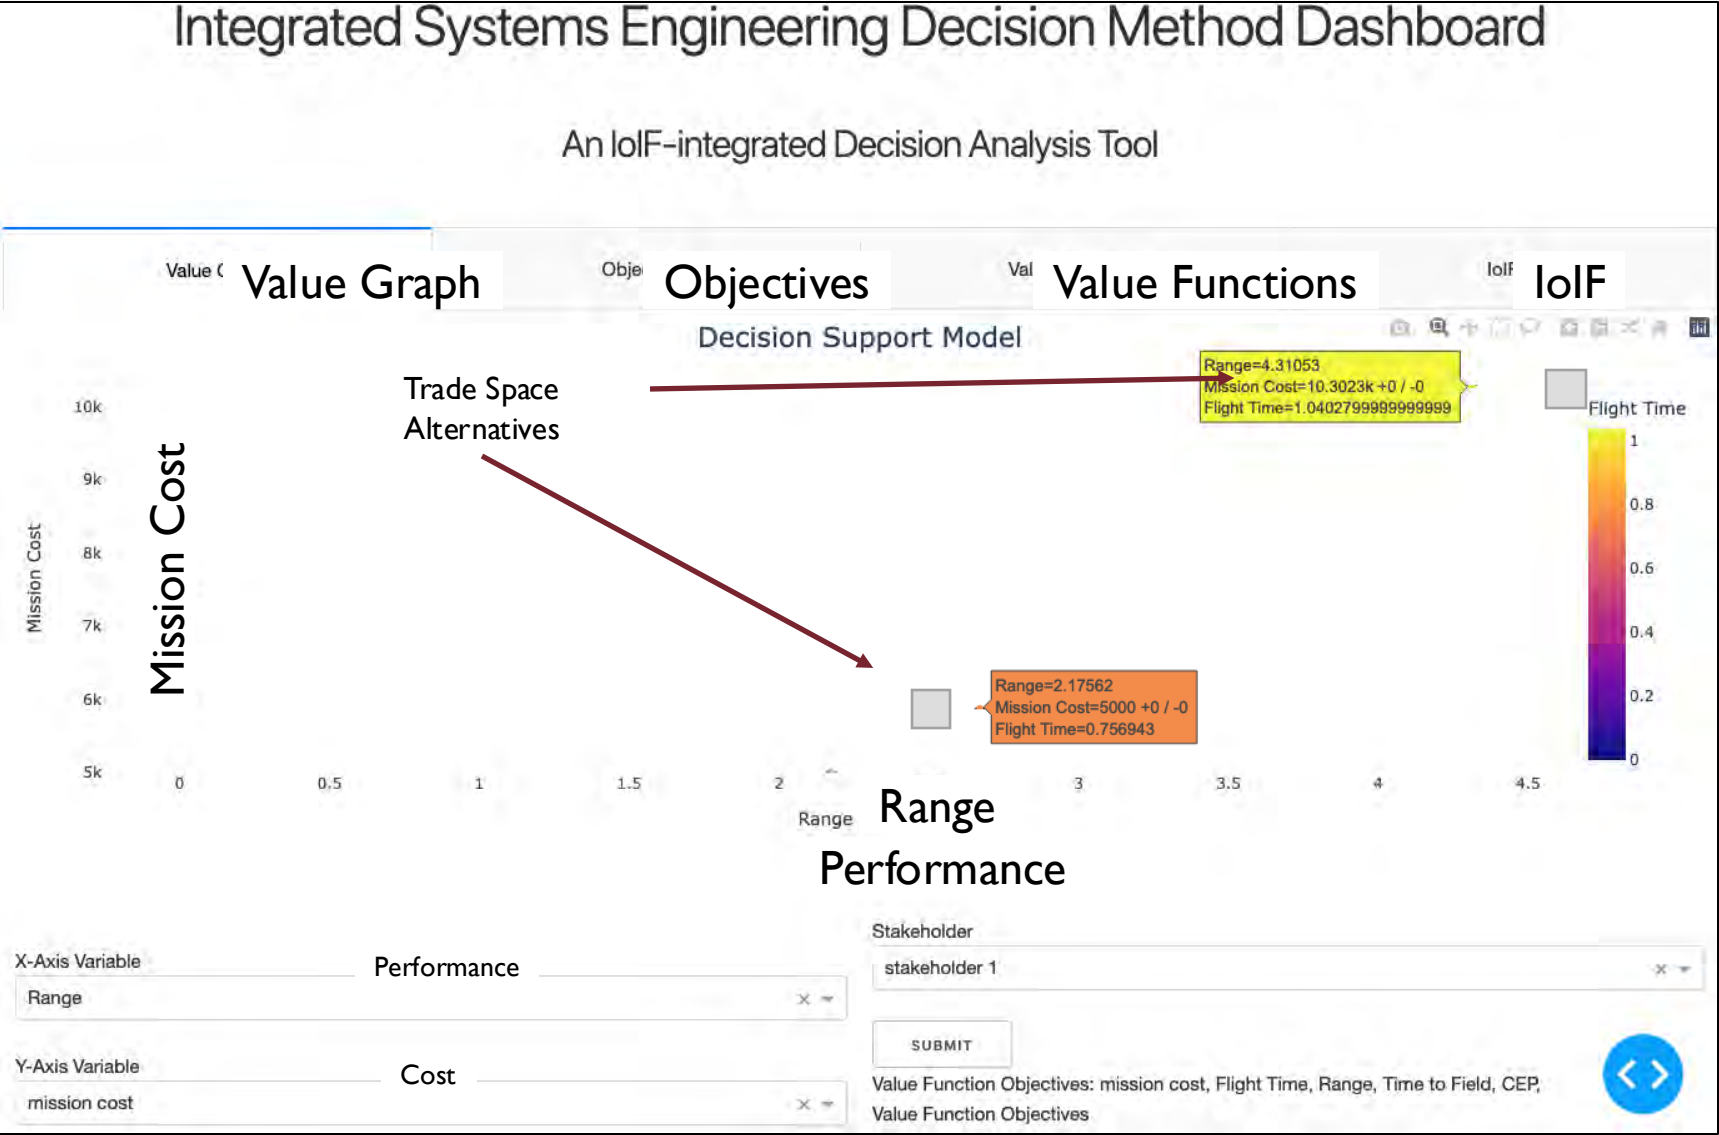 Integrated Systems Engineering Decision Method Dashboard
An IoIF-integrated Decision Analysis Tool
Value Graph
Objectives
Value Functions
IoIF
Decision Support Model
Trade Space
Alternatives
Range=4.31053
Mission Cost=10.3023k +0 / -0
Flight Time=1.0402799999999999
Flight Time
1
0.8
0.6
0.4
0.2
0
Mission Cost
Mission Cost
10k
9k
8k
7k
6k
5k
Range=2.17562
Mission Cost=5000 +0 / -0
Flight Time=0.756943
0 0.5 1 1.5 2 3 3.5 4 4.5
Range
Range
Performance
X-Axis Variable
Performance
Range
Y-Axis Variable
Cost
mission cost
Stakeholder
stakeholder 1
SUBMIT
Value Function Objectives: mission cost, Flight Time, Range, Time to Field, CEP,
Value Function Objectives